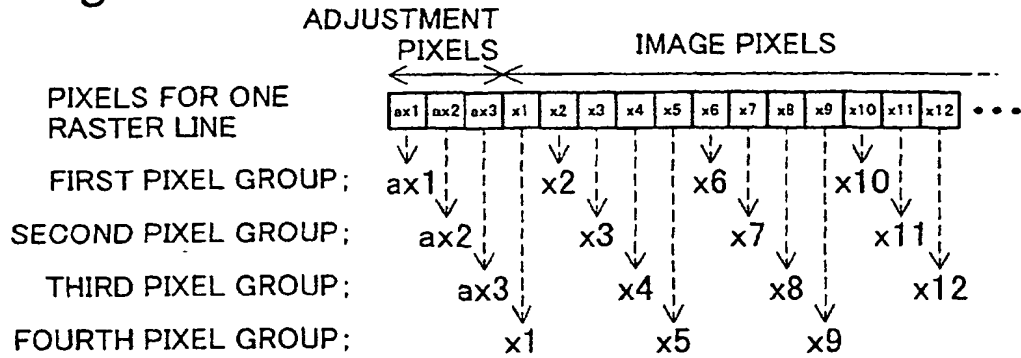 ADJUSTMENT
PIXELS
IMAGE PIXELS
PIXELS FOR ONE
RASTER LINE
ax1 ax2 ax3 x1 x2 x3 x4 x5 x6 x7 x8 x9 x10 x11 x12 •••
FIRST PIXEL GROUP; ax1 x2 x6 x10
SECOND PIXEL GROUP; ax2 x3 x7 x11
THIRD PIXEL GROUP; ax3 x4 x8 x12
FOURTH PIXEL GROUP; x1 x5 x9